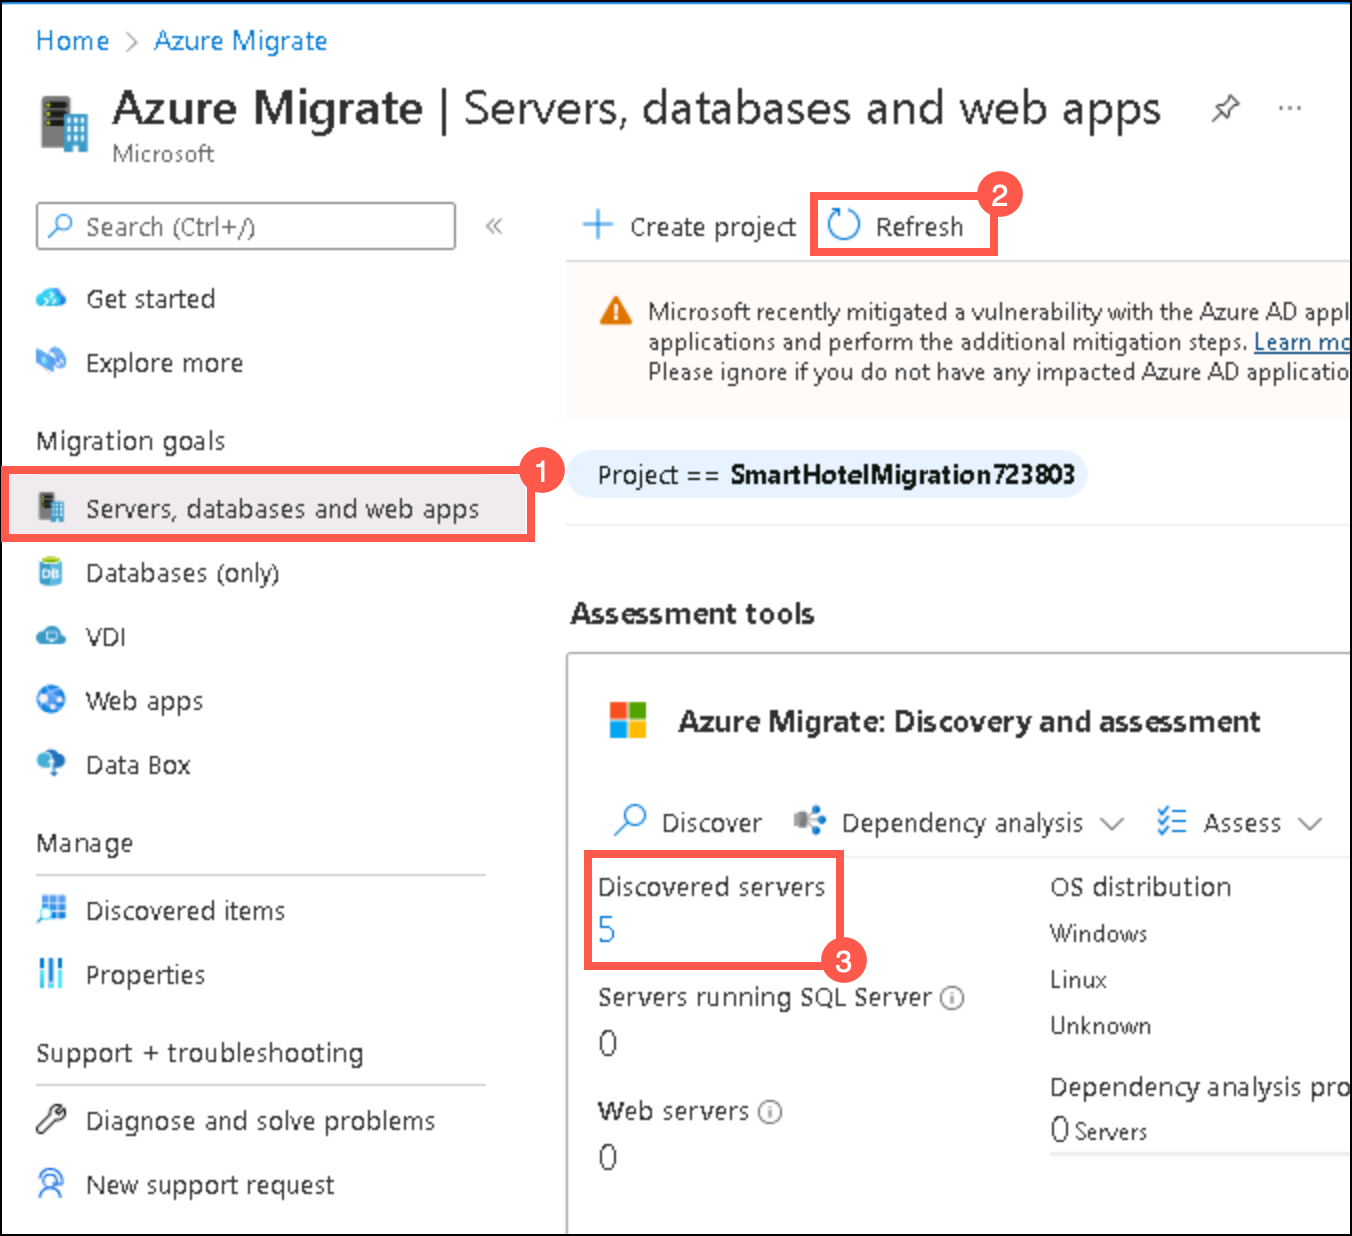 Home > Azure Migrate
Azure Migrate | Servers, databases and web apps
Microsoft
Search (Ctrl+/)
Get started
Explore more
Migration goals
Servers, databases and web apps
1
Databases (only)
DB
VDI
Web apps
Data Box
Manage
Discovered items
Properties
Support + troubleshooting
Diagnose and solve problems
New support request
Create project
Refresh
2
Microsoft recently mitigated a vulnerability with the Azure AD appl
applications and perform the additional mitigation steps. Learn mo
Please ignore if you do not have any impacted Azure AD applicatio
Project == SmartHotelMigration723803
Assessment tools
Azure Migrate: Discovery and assessment
Discover
Dependency analysis
Assess
Discovered servers
5
3
Servers running SQL Server
0
Web servers
0
OS distribution
Windows
Linux
Unknown
Dependency analysis pro
0 Servers